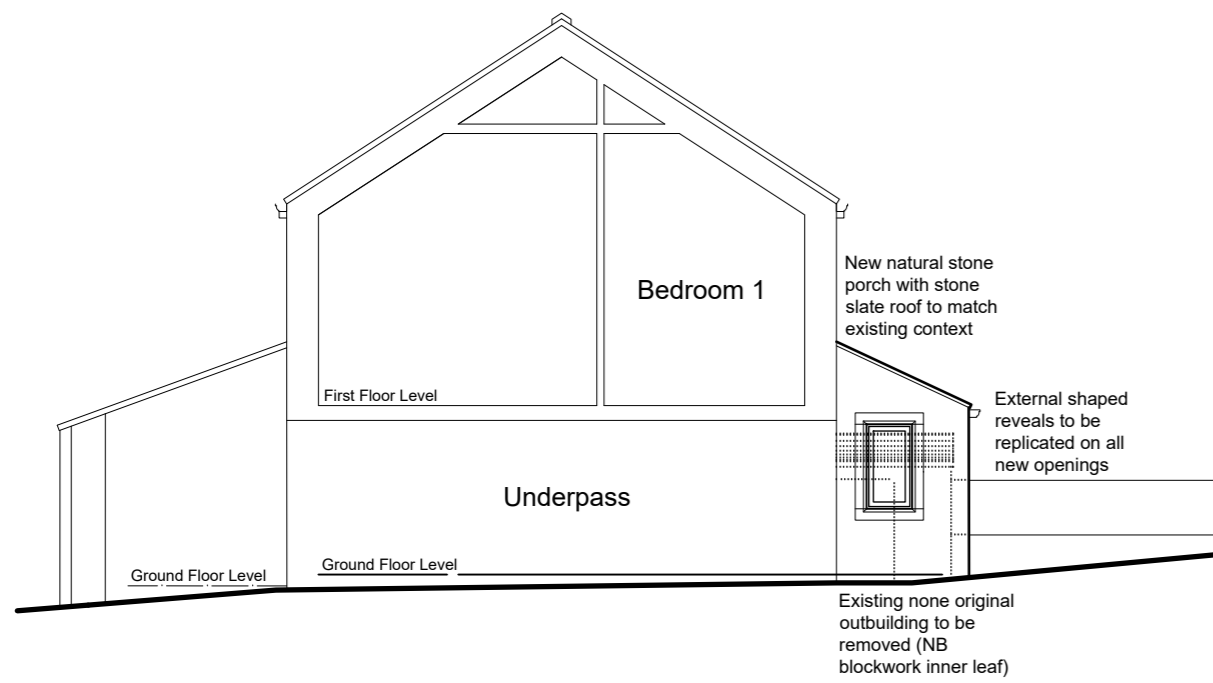 Bedroom 1
New natural stone
porch with stone
slate roof to match
existing context
First Floor Level
External shaped
reveals to be
replicated on all
new openings
Underpass
Ground Floor Level
Ground Floor Level
Existing none original
outbuilding to be
removed (NB
blockwork inner leaf)